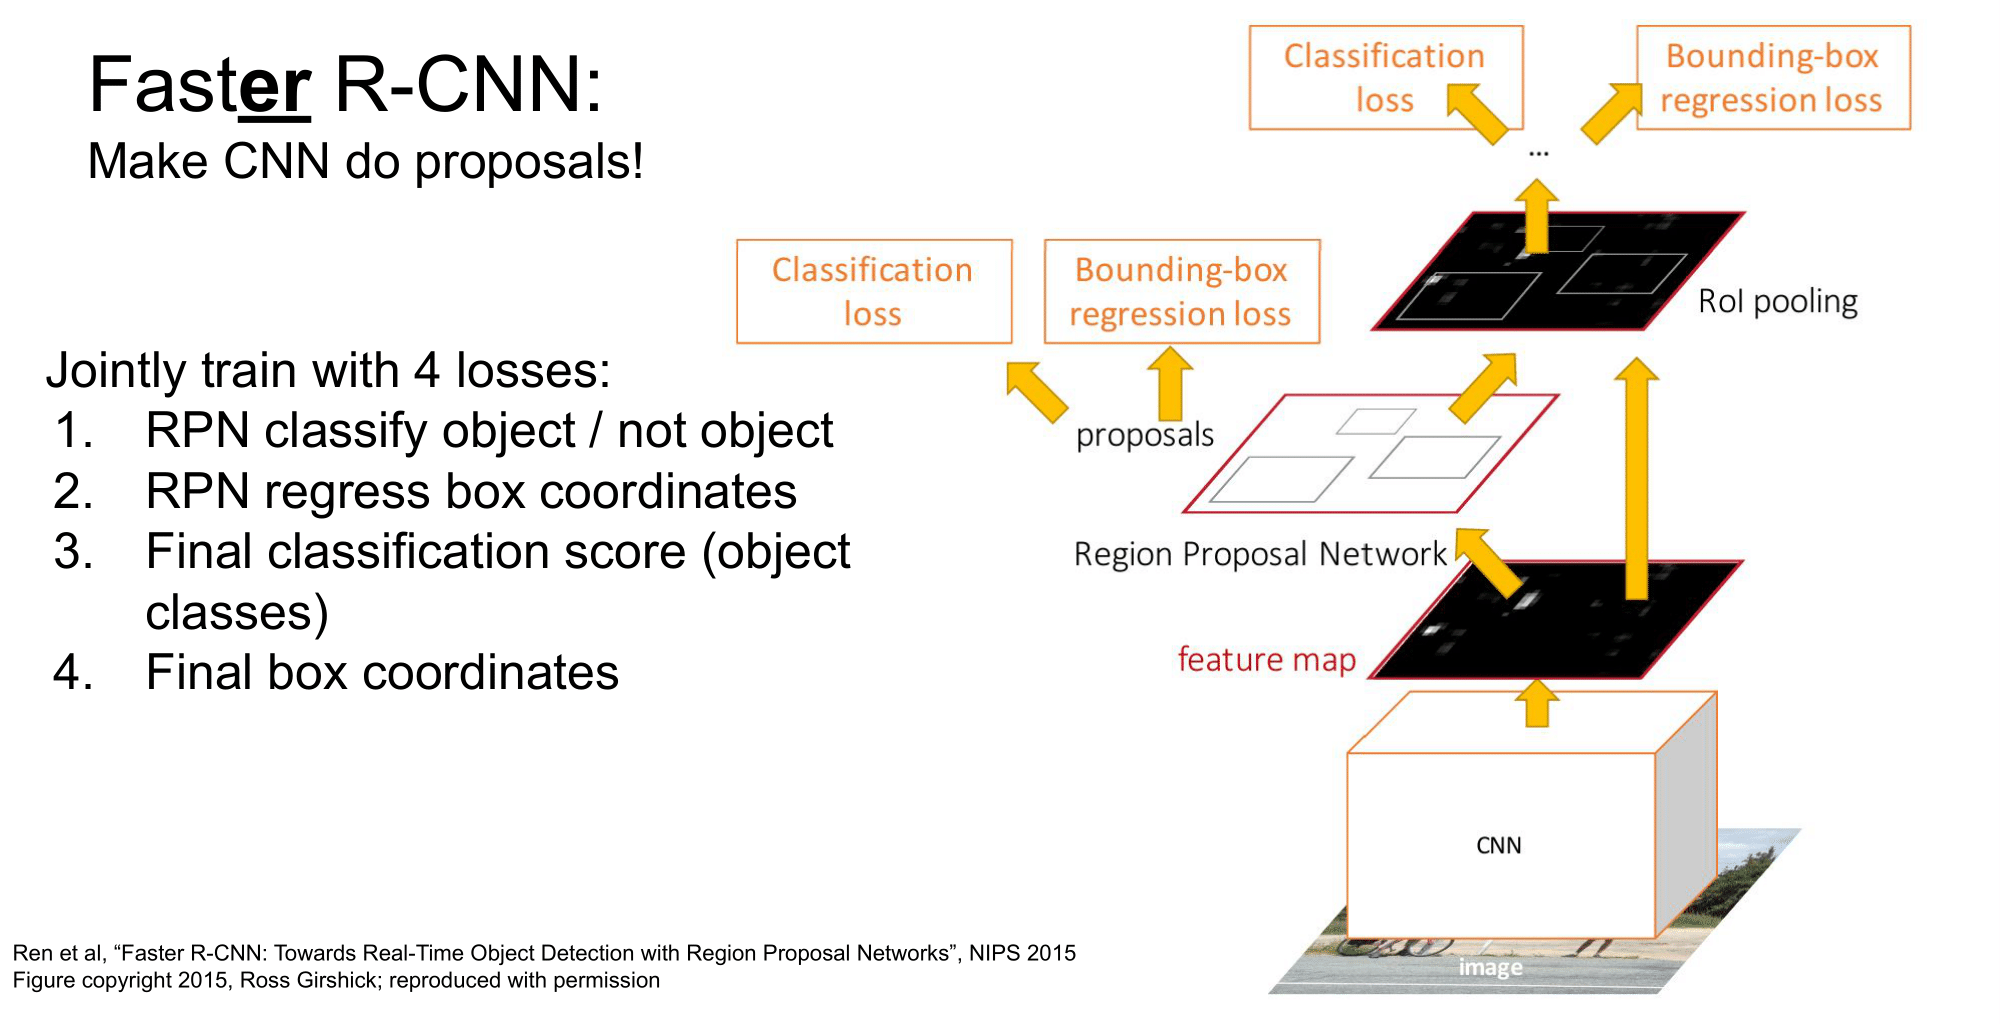 Faster R-CNN:
Make CNN do proposals!
Jointly train with 4 losses:
1. RPN classify object / not object
2. RPN regress box coordinates
3. Final classification score (object
classes)
4. Final box coordinates
Classification
loss
Bounding-box
regression loss
...
RoI pooling
Classification
loss
Bounding-box
regression loss
proposals
Region Proposal Network
feature map
CNN
image
Ren et al, “Faster R-CNN: Towards Real-Time Object Detection with Region Proposal Networks”, NIPS 2015
Figure copyright 2015, Ross Girshick; reproduced with permission